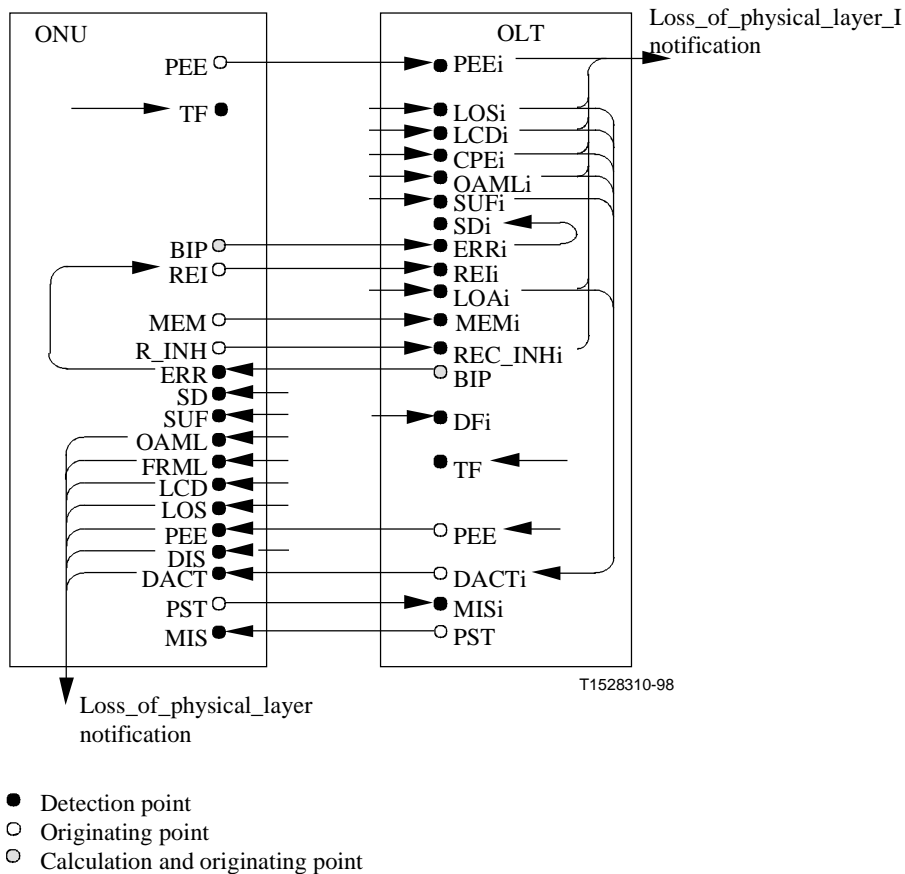 Loss_of_physical_layer_I
notification
ONU
OLT
PEE
PEEi
TF
LOSi
LCDi
CPEi
OAMLi
SUFi
SDi
BIP
ERRi
REI
REIi
LOAi
MEM
MEMi
R_INH
REC_INHi
ERR
BIP
SD
SUF
DFi
OAML
FRML
TF
LCD
LOS
PEE
PEE
DIS
DACT
DACTi
PST
MISi
MIS
PST
T1528310-98
Loss_of_physical_layer
notification
Detection point
Originating point
Calculation and originating point